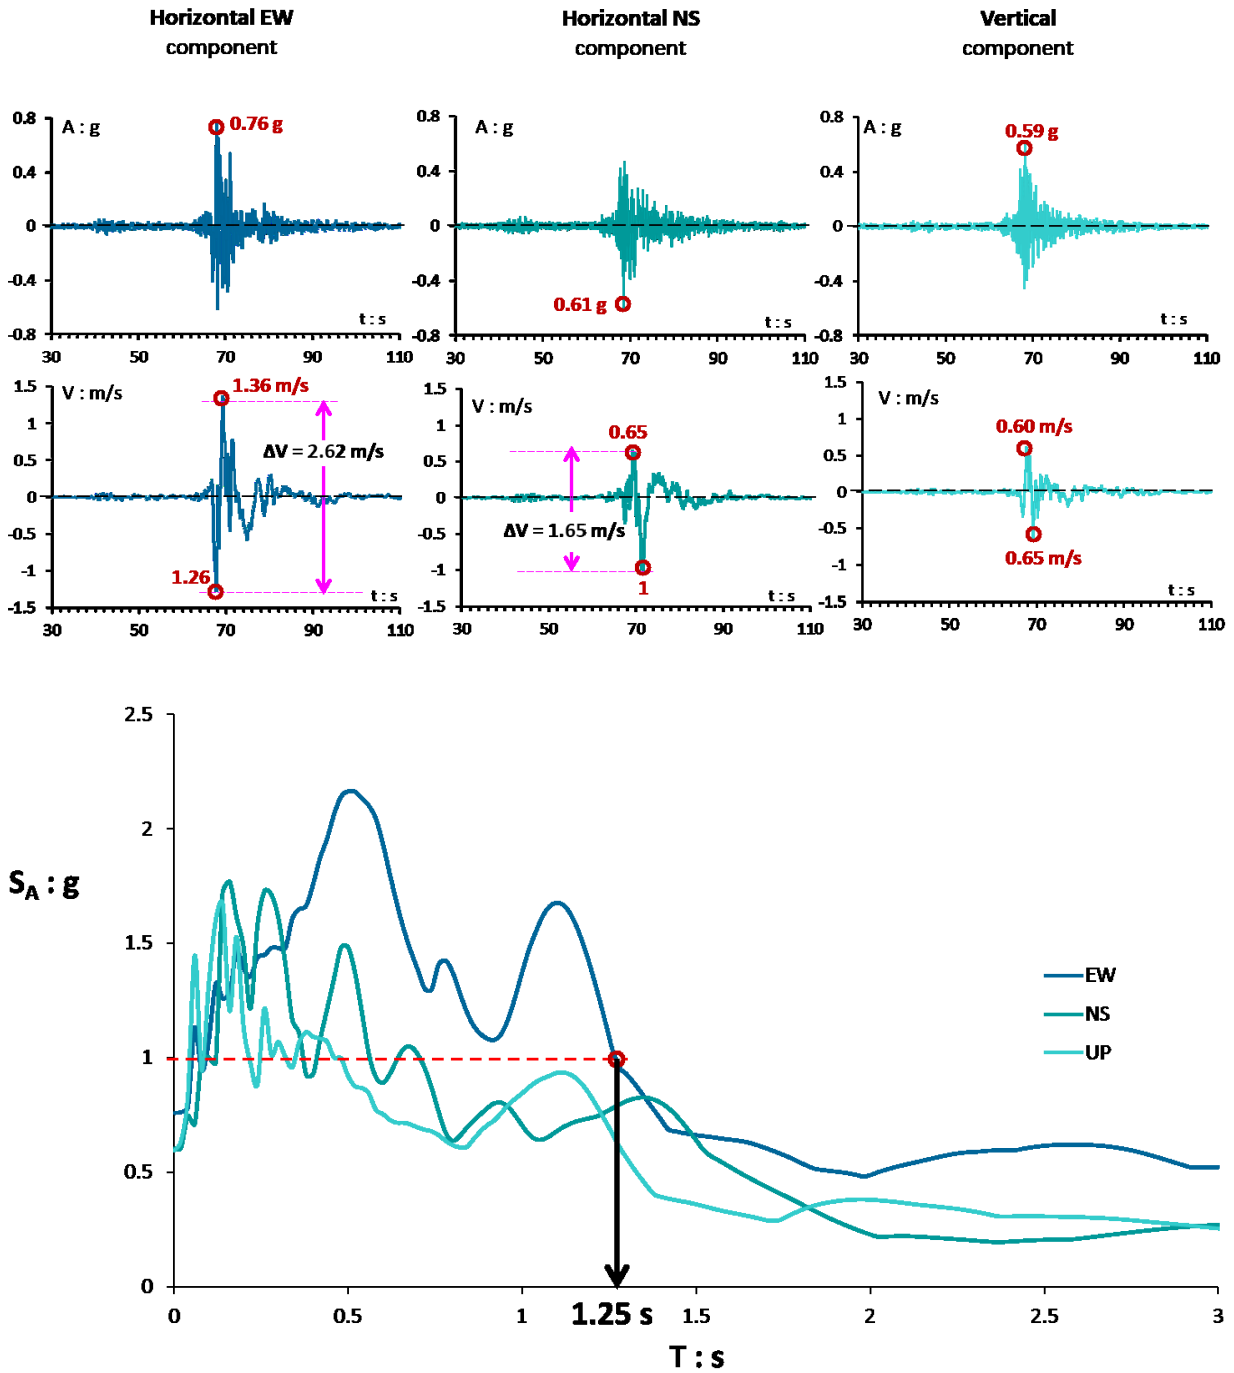 Horizontal EW
component
Horizontal NS
component
Vertical
component
0.8
A : g
0.76 g
0.4
0
-0.4
-0.8
t : s
30 50 70 90 110
0.8
A : g
0.4
0
-0.4
0.61 g
-0.8
t : s
30 50 70 90 110
0.8
A : g
0.59 g
0.4
0
-0.4
-0.8
t : s
30 50 70 90 110
1.5
V : m/s
1.36 m/s
1
ΔV = 2.62 m/s
0.5
0
-0.5
-1
1.26
-1.5
t : s
30 50 70 90 110
1.5
V : m/s
1
0.65
0.5
0
ΔV = 1.65 m/s
-0.5
-1
1
-1.5
t : s
30 50 70 90 110
1.5
V : m/s
1
0.60 m/s
0.5
0
-0.5
0.65 m/s
-1
-1.5
t : s
30 50 70 90 110
2.5
2
SA : g
1.5
1
0.5
0
EW
NS
UP
0 0.5 1 1.25 s 1.5 2 2.5 3
T : s